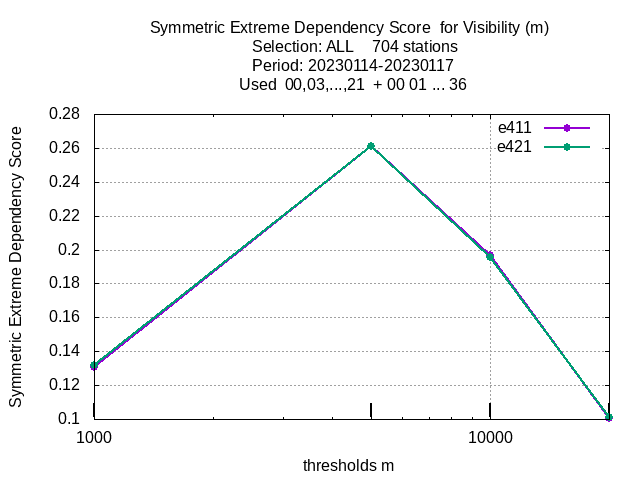 Symmetric Extreme Dependency Score  for Visibility (m)
Selection: ALL    704 stations
Period: 20230114-20230117
Used  00,03,...,21  + 00 01 ... 36
e411
e421
0.28
0.26
0.24
0.22
0.2
0.18
0.16
0.14
0.12
0.1
Symmetric Extreme Dependency Score
1000
10000
thresholds m